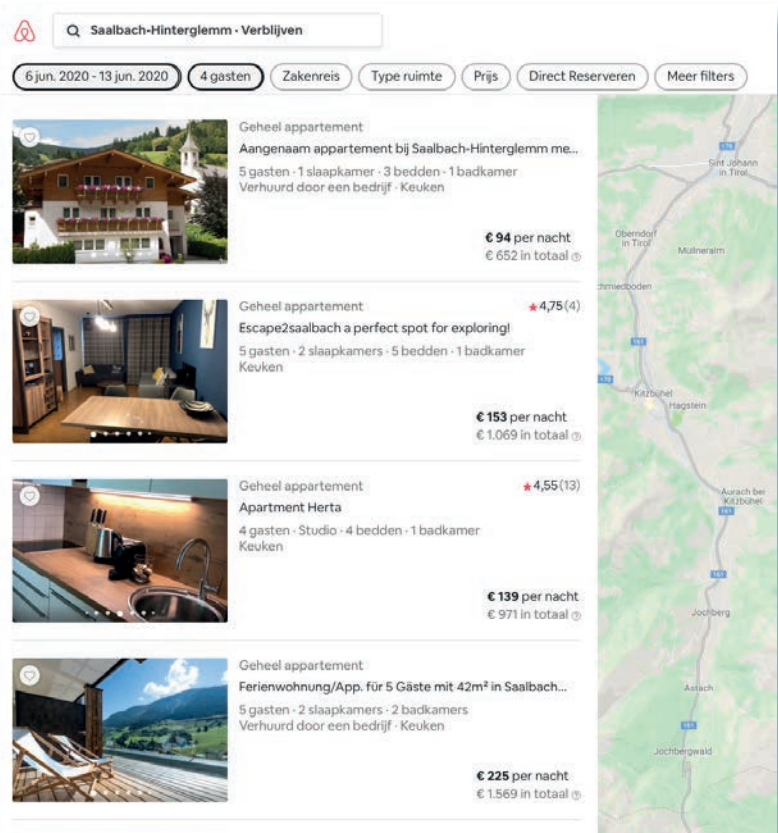 Saalbach-Hinterglemm · Verblijven
6 jun. 2020 - 13 jun. 2020
4 gasten
Zakenreis
Type ruimte
Prijs
Direct Reserveren
Meer filters
Geheel appartement
Aangenaam appartement bij Saalbach-Hinterglemm me...
5 gasten · 1 slaapkamer · 3 bedden · 1 badkamer
Verhuurd door een bedrijf · Keuken
€ 94 per nacht
€ 652 in totaal
Geheel appartement
4,75 (4)
Escape2saalbach a perfect spot for exploring!
5 gasten · 2 slaapkamers · 5 bedden · 1 badkamer
Keuken
€ 153 per nacht
€ 1.069 in totaal
Geheel appartement
4,55 (13)
Apartment Herta
4 gasten · Studio · 4 bedden · 1 badkamer
Keuken
€ 139 per nacht
€ 971 in totaal
Geheel appartement
Ferienwohnung/App. für 5 Gäste mit 42m² in Saalbach...
5 gasten · 2 slaapkamers · 2 badkamers
Verhuurd door een bedrijf · Keuken
€ 225 per nacht
€ 1.569 in totaal
Sint Johann
in Tirol
Oberndorf
in Tirol
Müllneralm
hmiedboden
161
Kitzbühel
Hagstein
Aurach bei
Kitzbühel
161
161
Jochberg
Astach
161
Jochbergwald